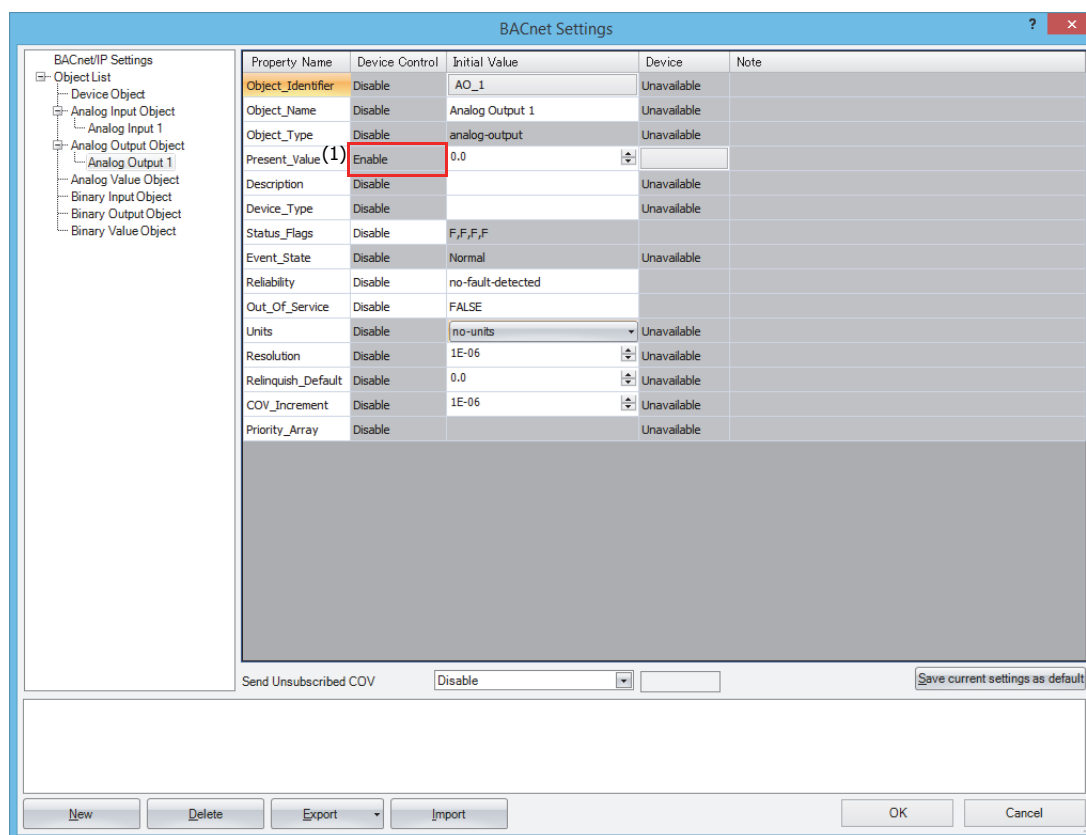 BACnet Settings
?
×
BACnet/IP Settings
Object List
Device Object
Analog Input Object
Analog Input 1
Analog Output Object
Analog Output 1
Analog Value Object
Binary Input Object
Binary Output Object
Binary Value Object
Property Name Device Control Initial Value Device Note
Object_Identifier Disable AO_1 Unavailable
Object_Name Disable Analog Output 1 Unavailable
Object_Type Disable analog-output Unavailable
Present_Value (1) Enable 0.0
Description Disable Unavailable
Device_Type Disable Unavailable
Status_Flags Disable F,F,F,F
Event_State Disable Normal Unavailable
Reliability Disable no-fault-detected
Out_Of_Service Disable FALSE
Units Disable no-units Unavailable
Resolution Disable 1E-06 Unavailable
Relinquish_Default Disable 0.0 Unavailable
COV_Increment Disable 1E-06 Unavailable
Priority_Array Disable Unavailable
Send Unsubscribed COV Disable Save current settings as default
New Delete Export Import OK Cancel